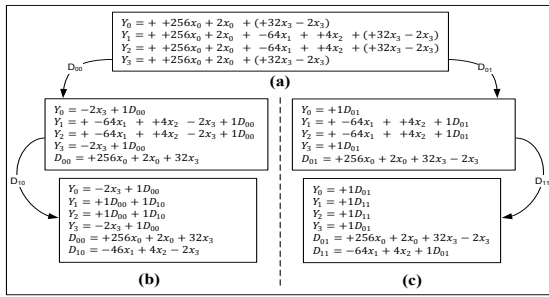 Y₀ = + +256x₀ + 2x₀ + (+32x₃ − 2x₃)
Y₁ = + +256x₀ + 2x₀ + −64x₁ + +4x₂ + (+32x₃ − 2x₃)
Y₂ = + +256x₀ + 2x₀ + −64x₁ + +4x₂ + (+32x₃ − 2x₃)
Y₃ = + +256x₀ + 2x₀ + (+32x₃ − 2x₃)
D₀₀
D₀₁
(a)
Y₀ = −2x₃ + 1D₀₀
Y₁ = + −64x₁ + +4x₂ − 2x₃ + 1D₀₀
Y₂ = + −64x₁ + +4x₂ − 2x₃ + 1D₀₀
Y₃ = −2x₃ + 1D₀₀
D₀₀ = +256x₀ + 2x₀ + 32x₃
D₁₀
Y₀ = −2x₃ + 1D₀₀
Y₁ = +1D₀₀ + 1D₁₀
Y₂ = +1D₀₀ + 1D₁₀
Y₃ = −2x₃ + 1D₀₀
D₀₀ = +256x₀ + 2x₀ + 32x₃
D₁₀ = −46x₁ + 4x₂ − 2x₃
(b)
Y₀ = +1D₀₁
Y₁ = + −64x₁ + +4x₂ + 1D₀₁
Y₂ = + −64x₁ + +4x₂ + 1D₀₁
Y₃ = +1D₀₁
D₀₁ = +256x₀ + 2x₀ + 32x₃ − 2x₃
D₁₁
Y₀ = +1D₀₁
Y₁ = +1D₁₁
Y₂ = +1D₁₁
Y₃ = +1D₀₁
D₀₁ = +256x₀ + 2x₀ + 32x₃ − 2x₃
D₁₁ = −64x₁ + 4x₂ + 1D₀₁
(c)